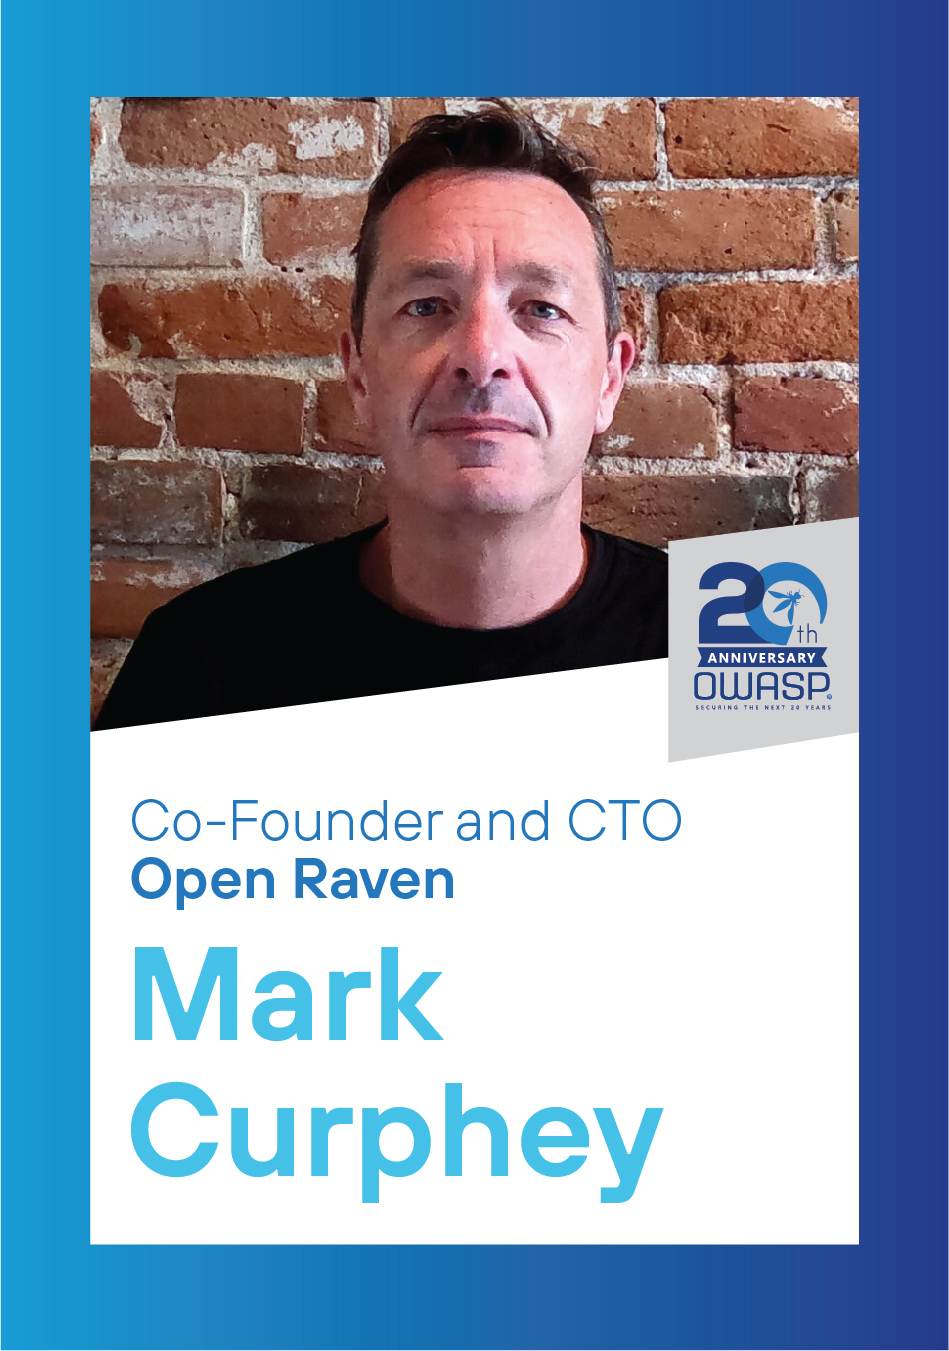 20th
ANNIVERSARY
OWASP
SECURING THE NEXT 20 YEARS
Co-Founder and CTO
Open Raven
Mark
Curphey